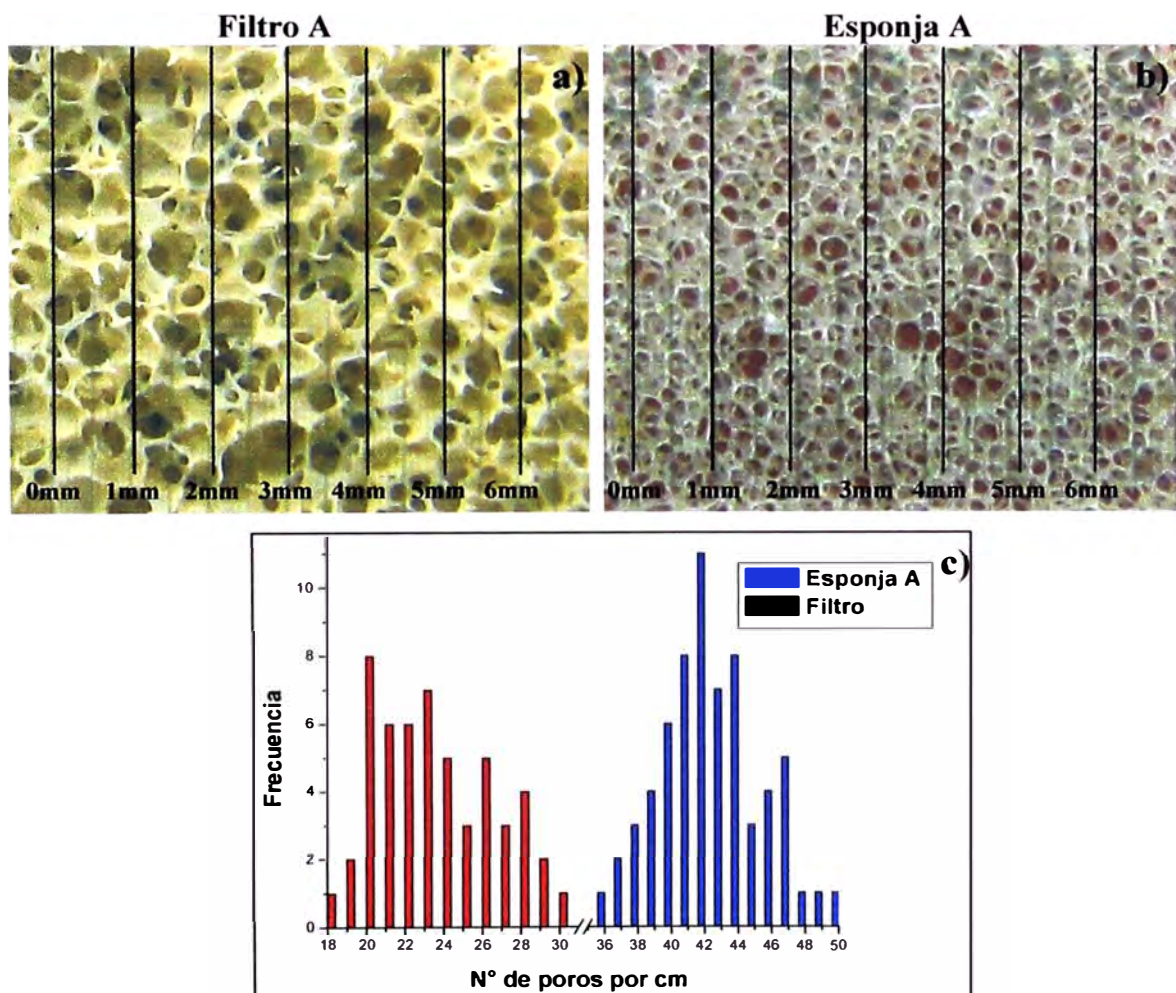 Filtro A
Esponja A
a)
b)
0mm 1mm 2mm 3mm 4mm 5mm 6mm
0mm 1mm 2mm 3mm 4mm 5mm 6mm
c)
Esponja A
Filtro
10
8
6
4
2
0
Frecuencia
18 20 22 24 26 28 30 36 38 40 42 44 46 48 50
N° de poros por cm